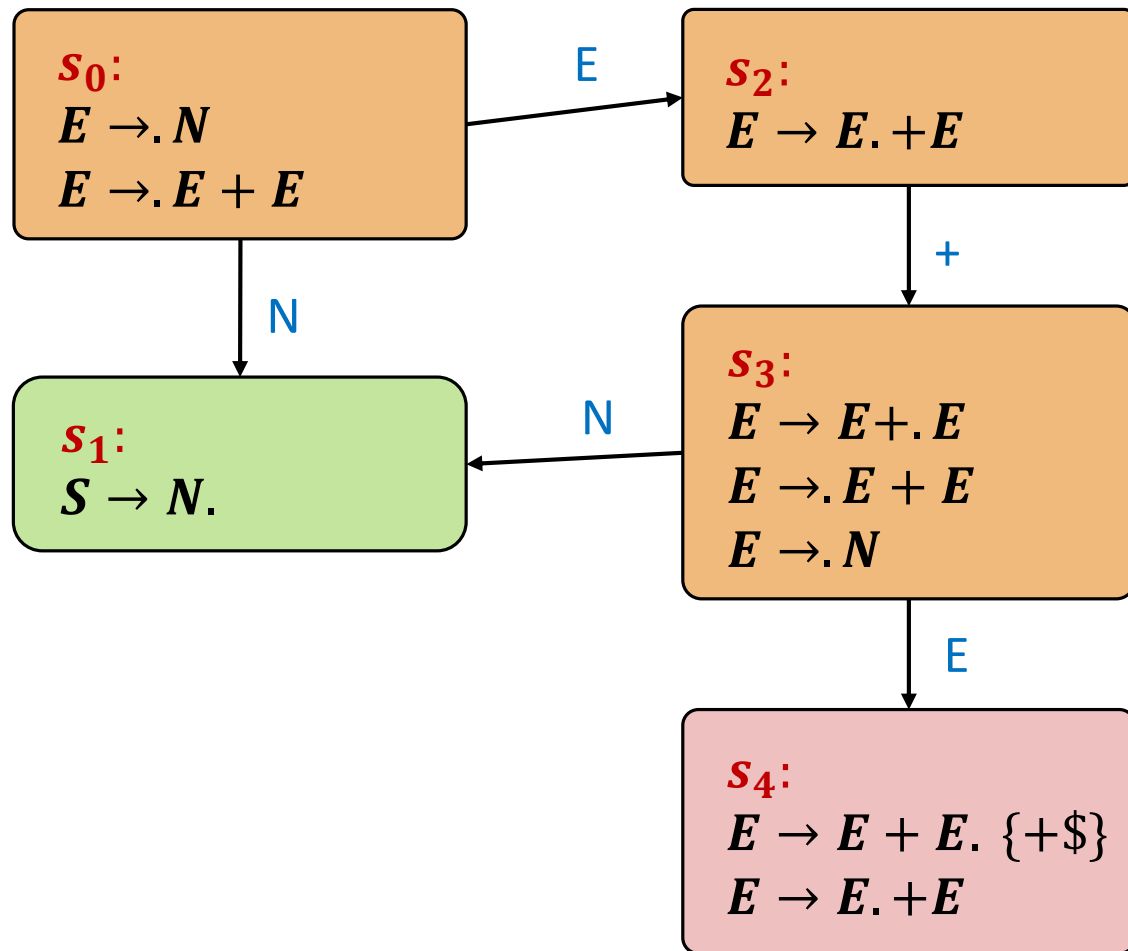 s₀:
E →. N
E →. E + E
E
s₂:
E → E. +E
N
+
s₁:
S → N.
N
s₃:
E → E+. E
E →. E + E
E →. N
E
s₄:
E → E + E. {+$}
E → E. +E